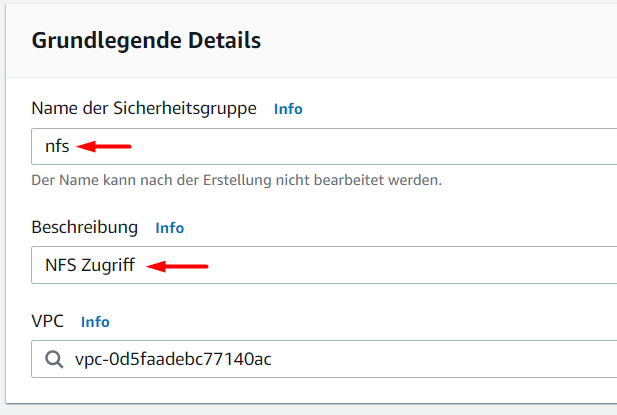 Grundlegende Details
Name der Sicherheitsgruppe Info
nfs
Der Name kann nach der Erstellung nicht bearbeitet werden.
Beschreibung Info
NFS Zugriff
VPC Info
vpc-0d5faadebc77140ac